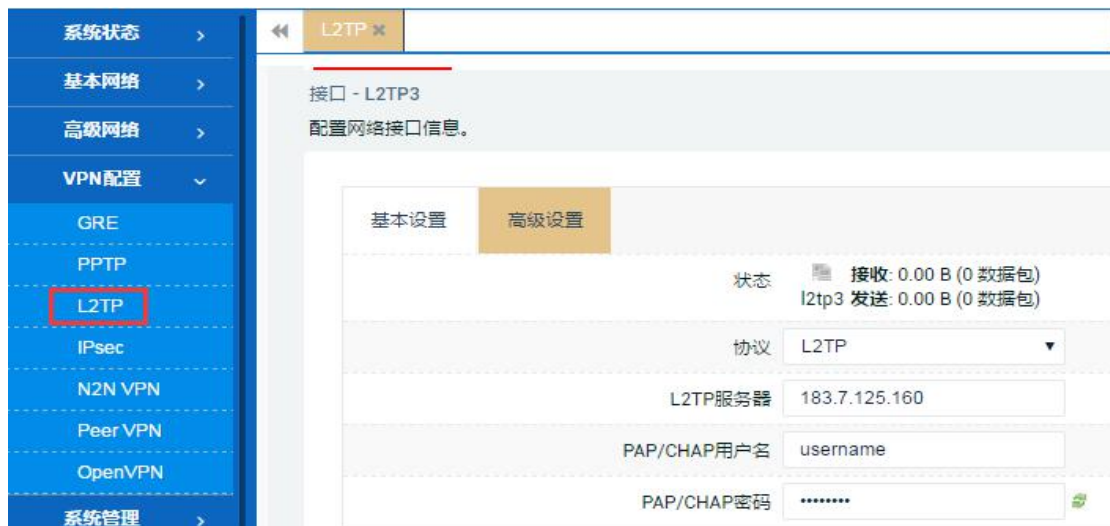 系统状态
基本网络
高级网络
VPN配置
GRE
PPTP
L2TP
IPsec
N2N VPN
Peer VPN
OpenVPN
系统管理
L2TP
接口 - L2TP3
配置网络接口信息。
基本设置
高级设置
状态
接收: 0.00 B (0 数据包)
l2tp3 发送: 0.00 B (0 数据包)
协议 L2TP
L2TP服务器 183.7.125.160
PAP/CHAP用户名 username
PAP/CHAP密码 ••••••••